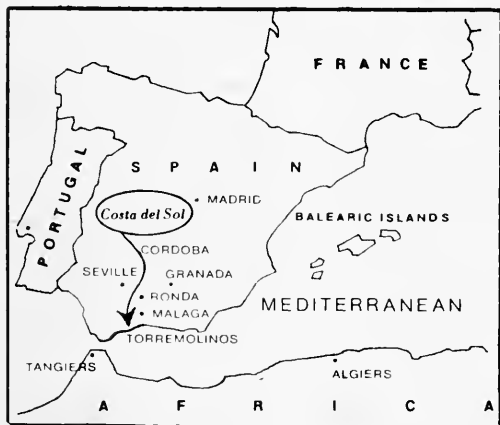 FRANCE
SPAIN
PORTUGAL
MADRID
Costa del Sol
BALEARIC ISLANDS
CORDOBA
SEVILLE
GRANADA
RONDA
MEDITERRANEAN
MALAGA
TORREMOLINOS
TANGIERS
ALGIERS
AFRICA